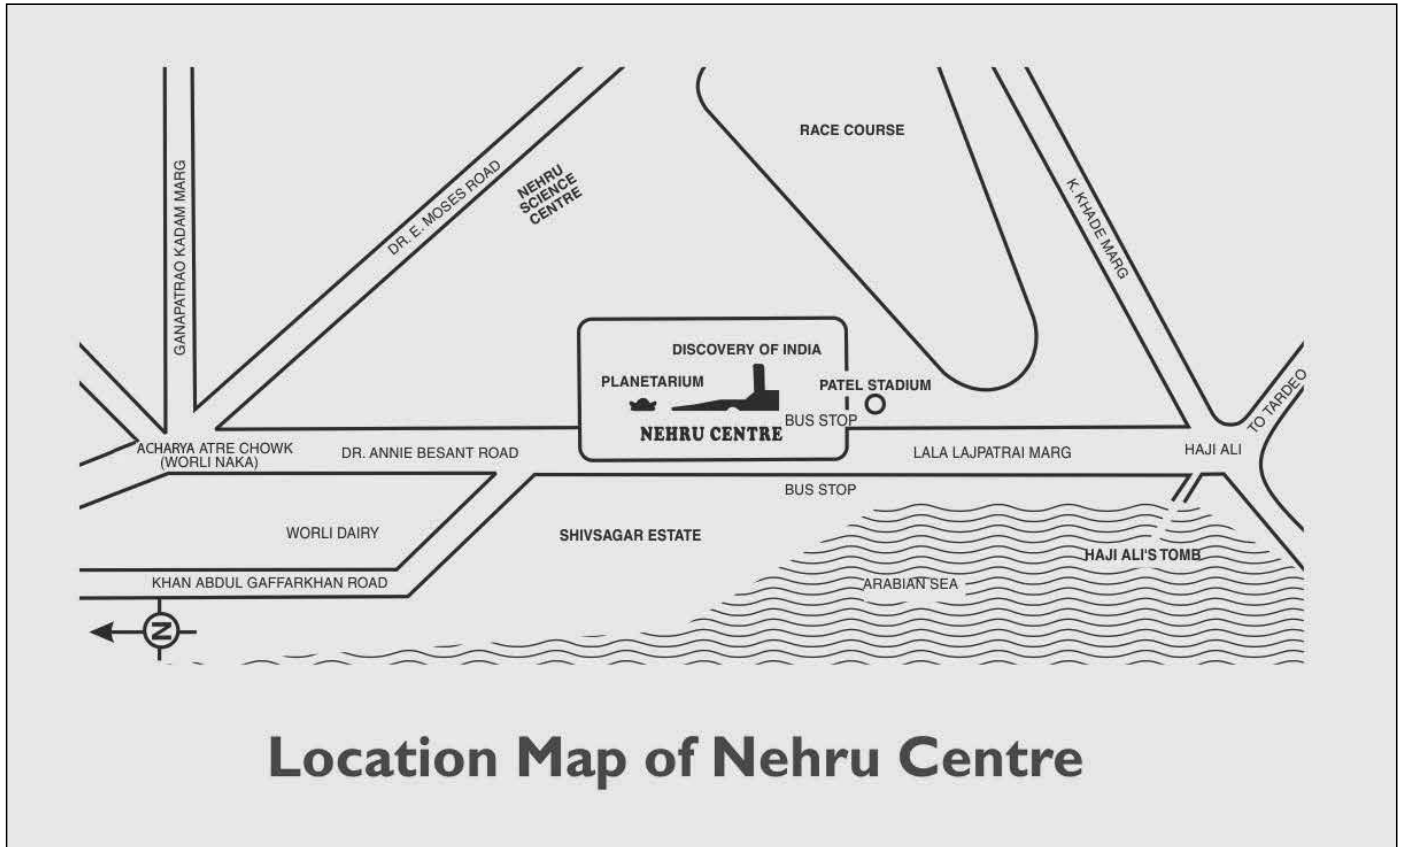 RACE COURSE
GANAPATRAO KADAM MARG
DR. E. MOSES ROAD
NEHRU
SCIENCE
CENTRE
K. KHADE MARG
DISCOVERY OF INDIA
PLANETARIUM
PATEL STADIUM
TO TARDEO
BUS STOP
NEHRU CENTRE
ACHARYA ATRE CHOWK
(WORLI NAKA)
DR. ANNIE BESANT ROAD
LALA LAJPATRAI MARG
HAJI ALI
BUS STOP
WORLI DAIRY
SHIVSAGAR ESTATE
HAJI ALI'S TOMB
KHAN ABDUL GAFFARKHAN ROAD
ARABIAN SEA
N
Location Map of Nehru Centre